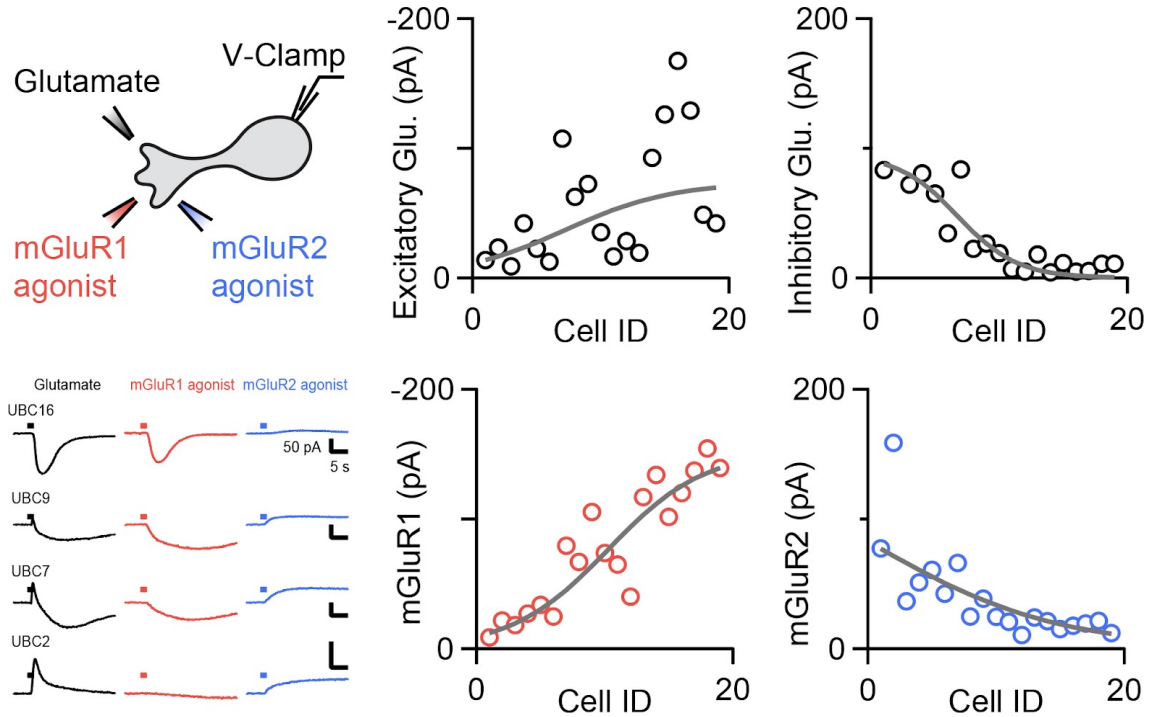 V-Clamp
Glutamate
mGluR1
agonist
mGluR2
agonist
-200
Excitatory Glu. (pA)
0
0
Cell ID
20
200
Inhibitory Glu. (pA)
0
0
Cell ID
20
Glutamate
mGluR1 agonist
mGluR2 agonist
UBC16
50 pA
5 s
UBC9
UBC7
UBC2
-200
mGluR1 (pA)
0
0
Cell ID
20
200
mGluR2 (pA)
0
0
Cell ID
20